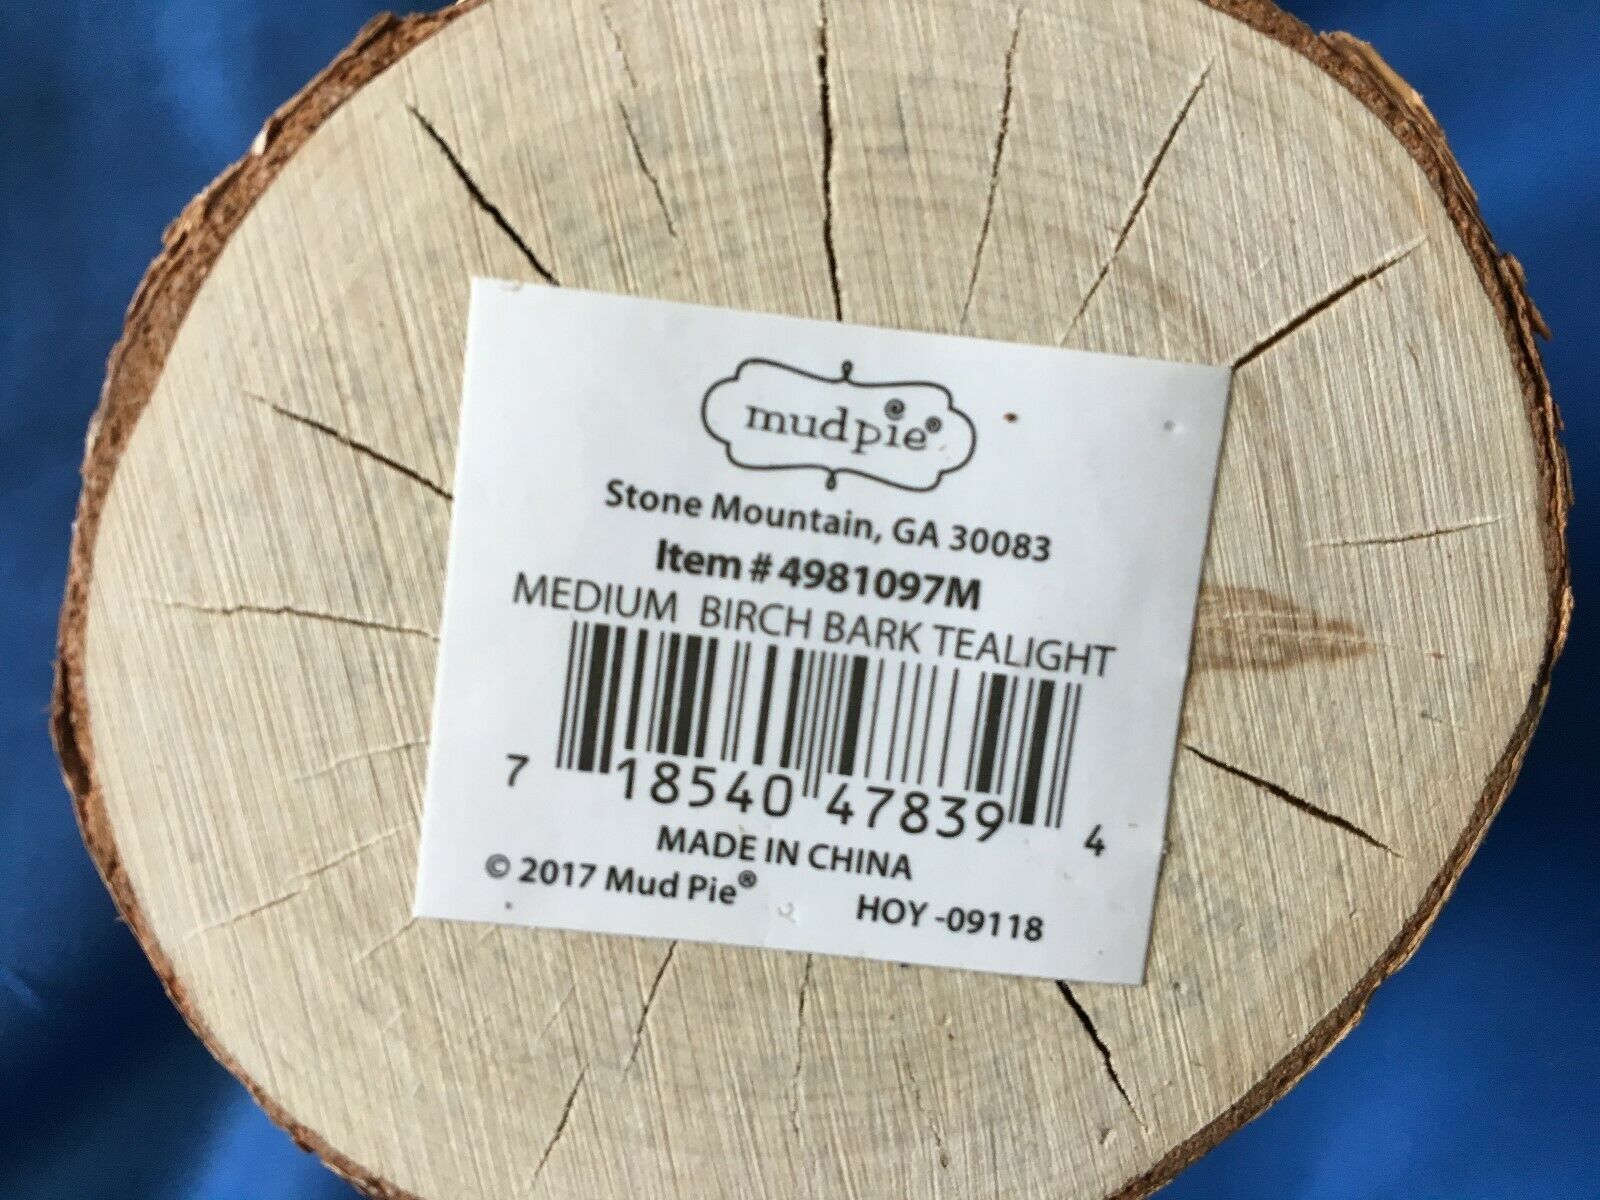 mudpie®
Stone Mountain, GA 30083
Item # 4981097M
MEDIUM BIRCH BARK TEALIGHT
7 18540 47839 4
MADE IN CHINA
© 2017 Mud Pie®
HOY -09118